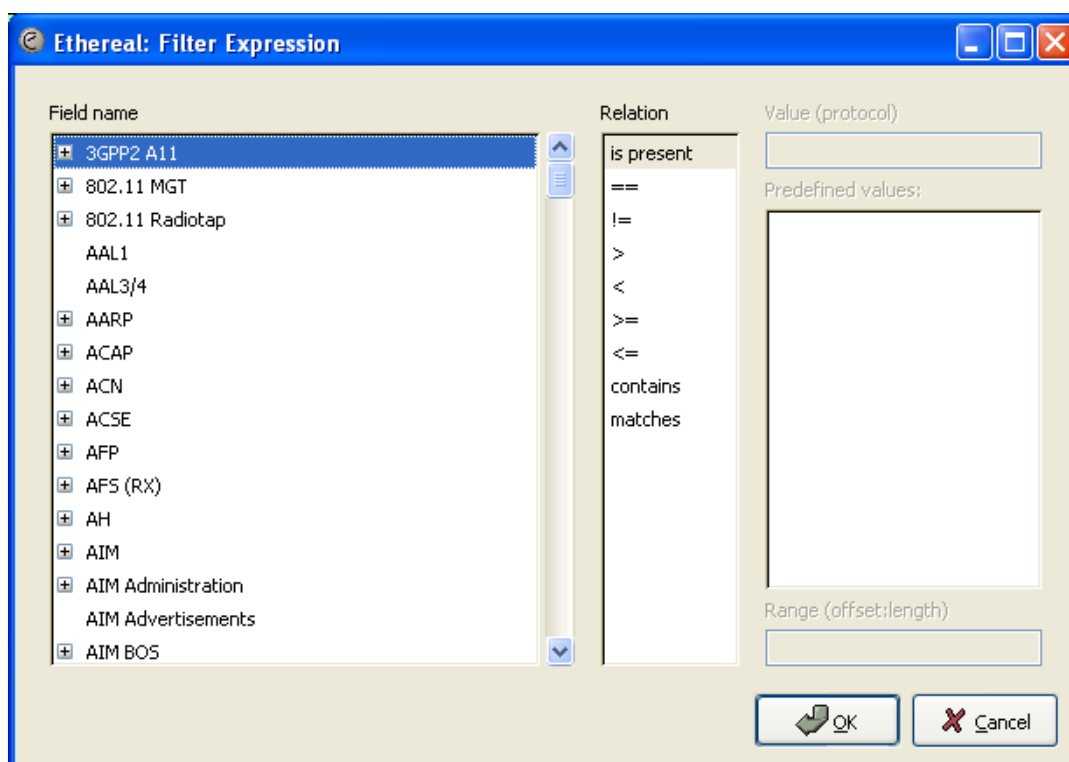 Ethereal: Filter Expression
Field name
3GPP2 A11
802.11 MGT
802.11 Radiotap
AAL1
AAL3/4
AARP
ACAP
ACN
ACSE
AFP
AFS (RX)
AH
AIM
AIM Administration
AIM Advertisements
AIM BOS
Relation
is present
==
!=
>
<
>=
<=
contains
matches
Value (protocol)
Predefined values:
Range (offset:length)
OK
Cancel